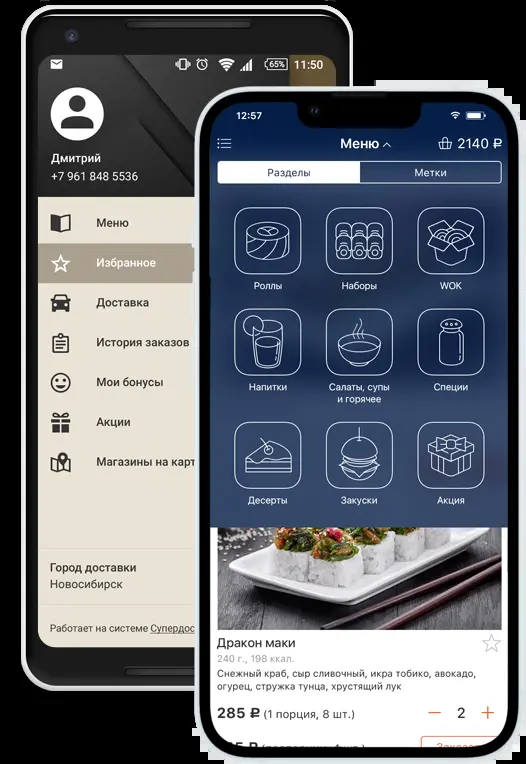 65%
11:50
Дмитрий
+7 961 848 5536
Меню
Избранное
Доставка
История заказов
Мои бонусы
Акции
Магазины на карт
Город доставки
Новосибирск
Работает на системе Супердос
12:57
Меню
2140 ₽
Разделы
Метки
Роллы
Наборы
WOK
Напитки
Салаты, супы
и горячее
Специи
Десерты
Закуски
Акция
Дракон маки
240 г., 198 ккал.
Снежный краб, сыр сливочный, икра тобико, авокадо,
огурец, стружка тунца, хрустящий лук
285 ₽ (1 порция, 8 шт.)
2